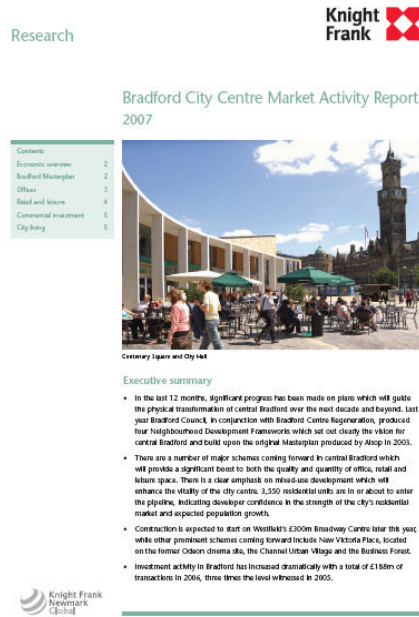 Research
Knight
Frank
Bradford City Centre Market Activity Report
2007
Contents
Economic overview 2
Bradford Masterplan 2
Offices 3
Retail and leisure 4
Commercial investment 5
City living 5
Centenary Square and City Hall
Executive summary
• In the last 12 months, significant progress has been made on plans which will guide
the physical transformation of central Bradford over the next decade and beyond. Last
year Bradford Council, in conjunction with Bradford Centre Regeneration, produced
four Neighbourhood Development Frameworks which set out clearly the vision for
central Bradford and build upon the original Masterplan produced by Alsop in 2003.
• There are a number of major schemes coming forward in central Bradford which
will provide a significant boost to both the quality and quantity of office, retail and
leisure space. There is a clear emphasis on mixed-use development which will
enhance the vitality of the city centre. 3,550 residential units are in or about to enter
the pipeline, indicating developer confidence in the strength of the city's residential
market and expected population growth.
• Construction is expected to start on Westfield's £300m Broadway Centre later this year,
while other prominent schemes coming forward include New Victoria Place, located
on the former Odeon cinema site, the Channel Urban Village and the Business Forest.
• Investment activity in Bradford has increased dramatically with a total of £188m of
transactions in 2006, three times the level witnessed in 2005.
Knight Frank
Newmark
Global